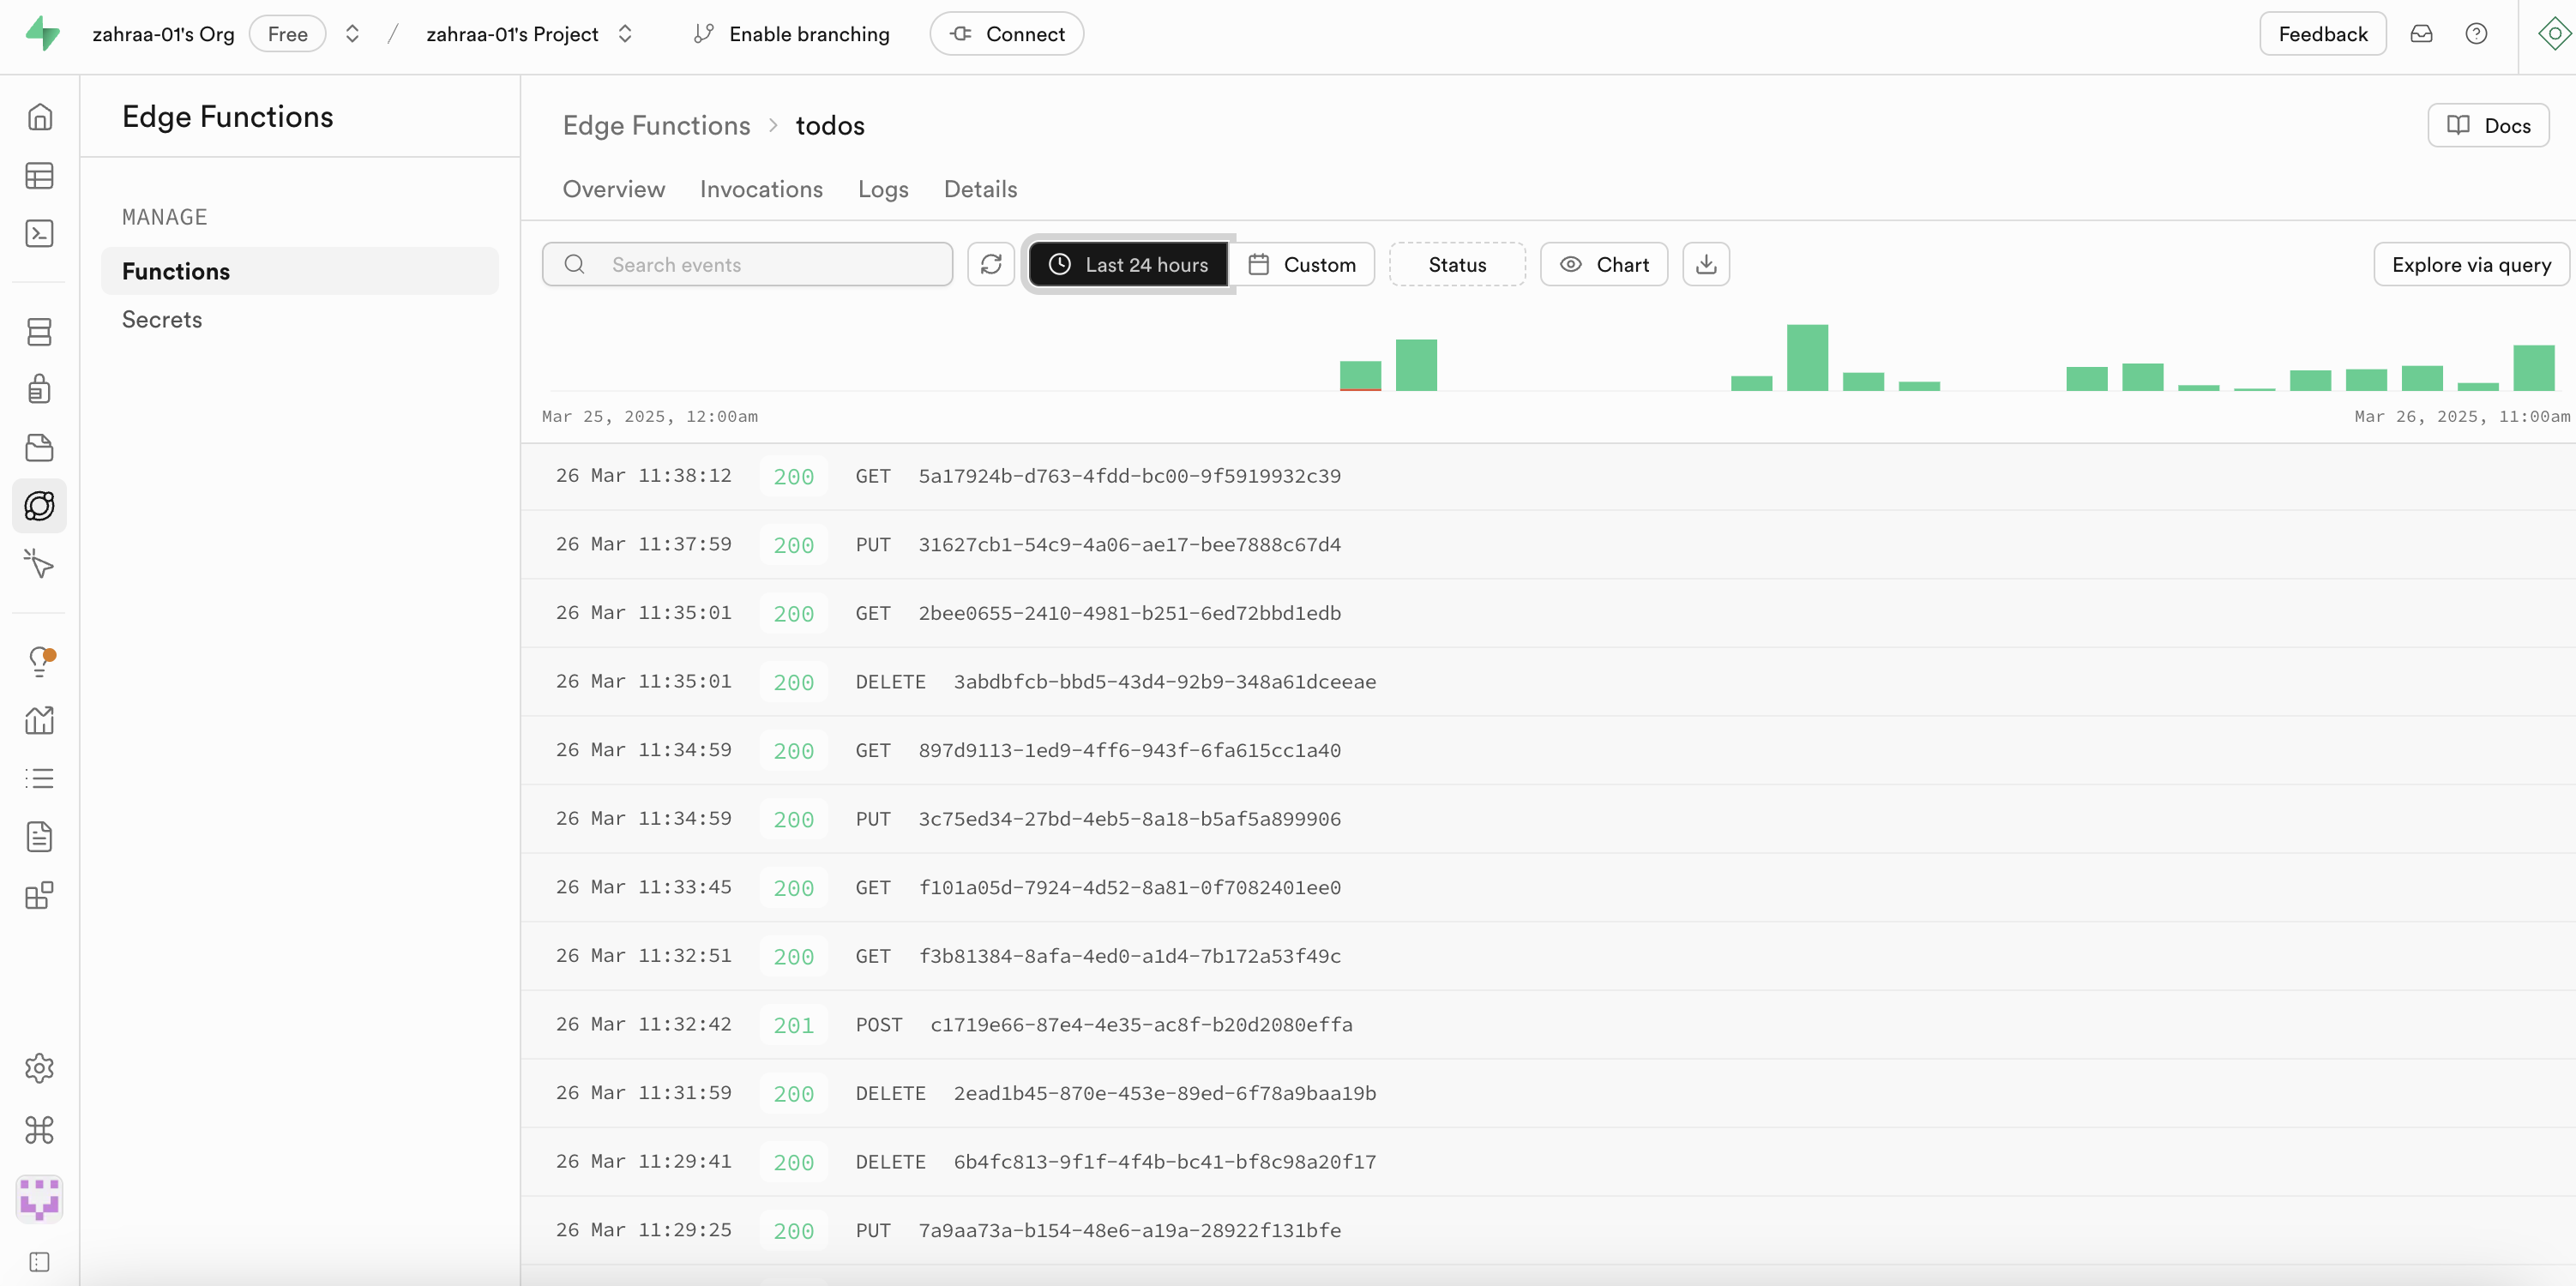 zahraa-01's Org Free / zahraa-01's Project Enable branching Connect Feedback
Edge Functions
MANAGE
Functions
Secrets
Edge Functions > todos Docs
Overview Invocations Logs Details
Search events Last 24 hours Custom Status Chart Explore via query
Mar 25, 2025, 12:00am Mar 26, 2025, 11:00am
26 Mar 11:38:12 200 GET 5a17924b-d763-4fdd-bc00-9f5919932c39
26 Mar 11:37:59 200 PUT 31627cb1-54c9-4a06-ae17-bee7888c67d4
26 Mar 11:35:01 200 GET 2bee0655-2410-4981-b251-6ed72bbd1edb
26 Mar 11:35:01 200 DELETE 3abdbfcb-bbd5-43d4-92b9-348a61dceeae
26 Mar 11:34:59 200 GET 897d9113-1ed9-4ff6-943f-6fa615cc1a40
26 Mar 11:34:59 200 PUT 3c75ed34-27bd-4eb5-8a18-b5af5a899906
26 Mar 11:33:45 200 GET f101a05d-7924-4d52-8a81-0f7082401ee0
26 Mar 11:32:51 200 GET f3b81384-8afa-4ed0-a1d4-7b172a53f49c
26 Mar 11:32:42 201 POST c1719e66-87e4-4e35-ac8f-b20d2080effa
26 Mar 11:31:59 200 DELETE 2ead1b45-870e-453e-89ed-6f78a9baa19b
26 Mar 11:29:41 200 DELETE 6b4fc813-9f1f-4f4b-bc41-bf8c98a20f17
26 Mar 11:29:25 200 PUT 7a9aa73a-b154-48e6-a19a-28922f131bfe